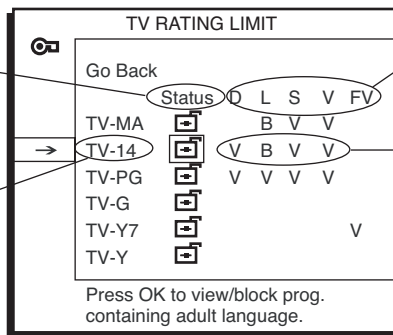 TV RATING LIMIT
Go Back
Status D L S V FV
TV-MA B V V
→ TV-14 V B V V
TV-PG V V V V
TV-G
TV-Y7 V
TV-Y
Press OK to view/block prog.
containing adult language.